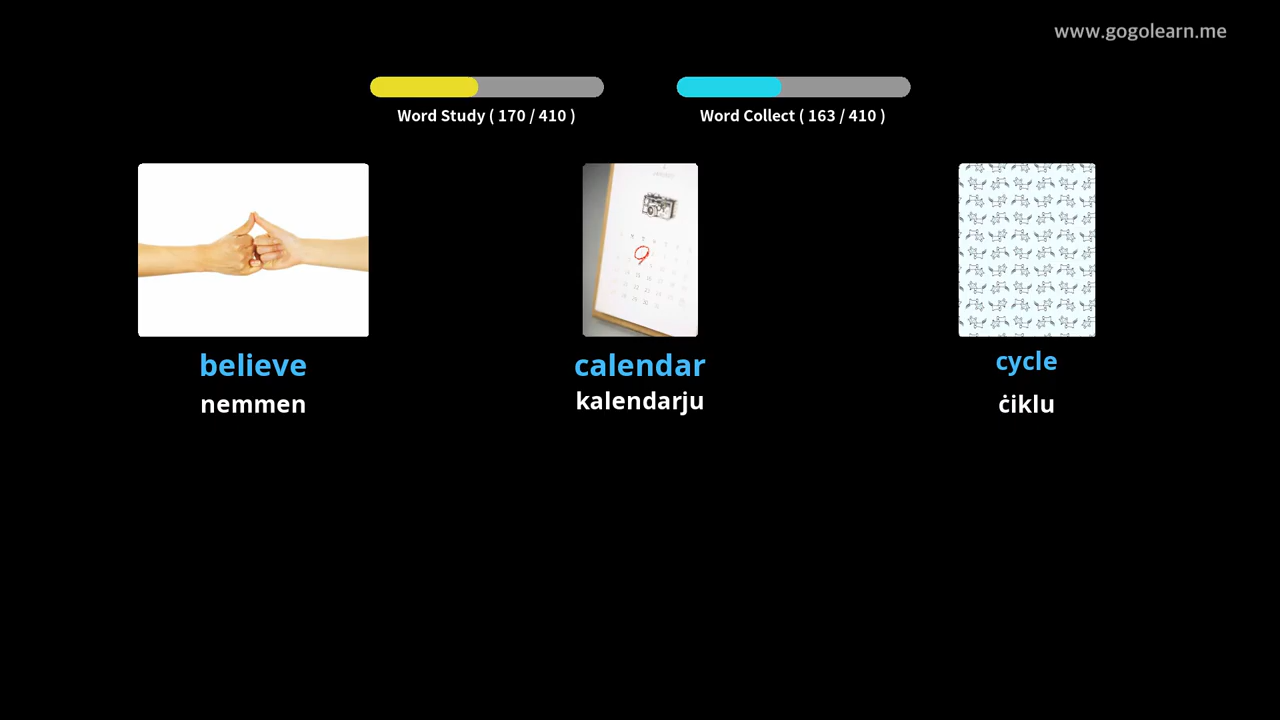 www.gogolearn.me
Word Study ( 170 / 410 )
Word Collect ( 163 / 410 )
believe
nemmen
calendar
kalendarju
cycle
ċiklu